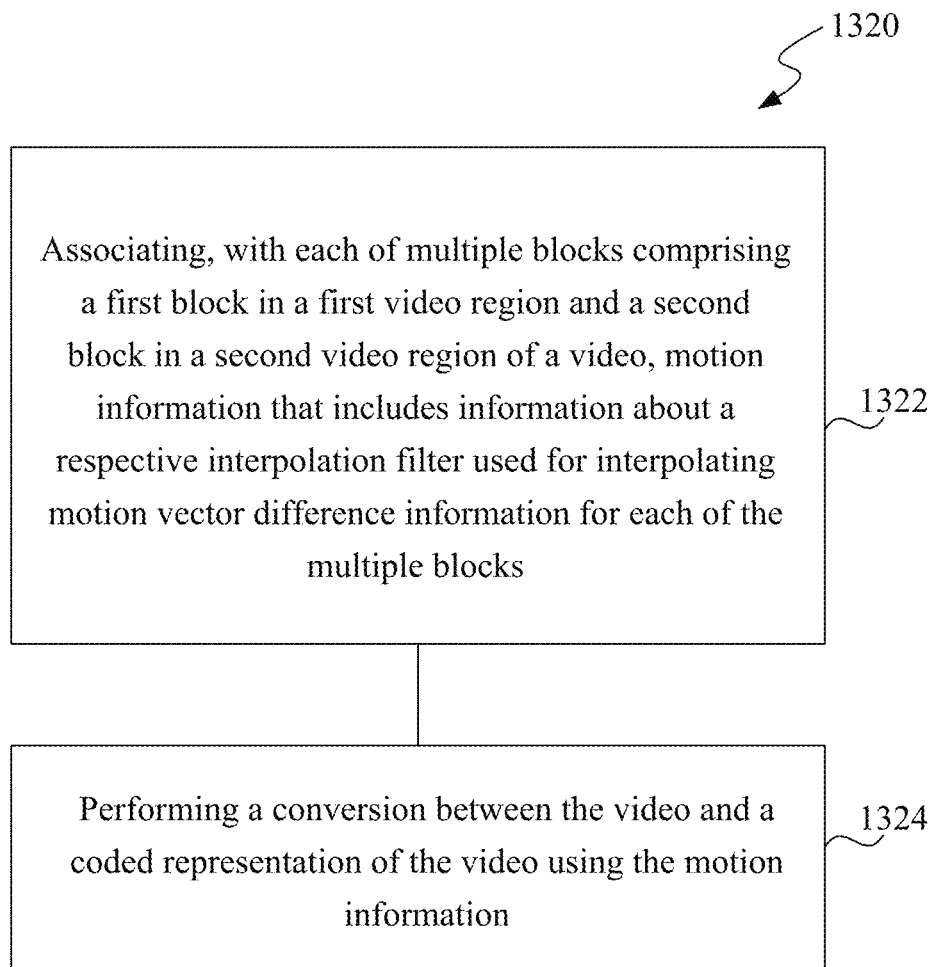 1320
Associating, with each of multiple blocks comprising
a first block in a first video region and a second
block in a second video region of a video, motion
information that includes information about a
respective interpolation filter used for interpolating
motion vector difference information for each of the
multiple blocks
1322
Performing a conversion between the video and a
coded representation of the video using the motion
information
1324